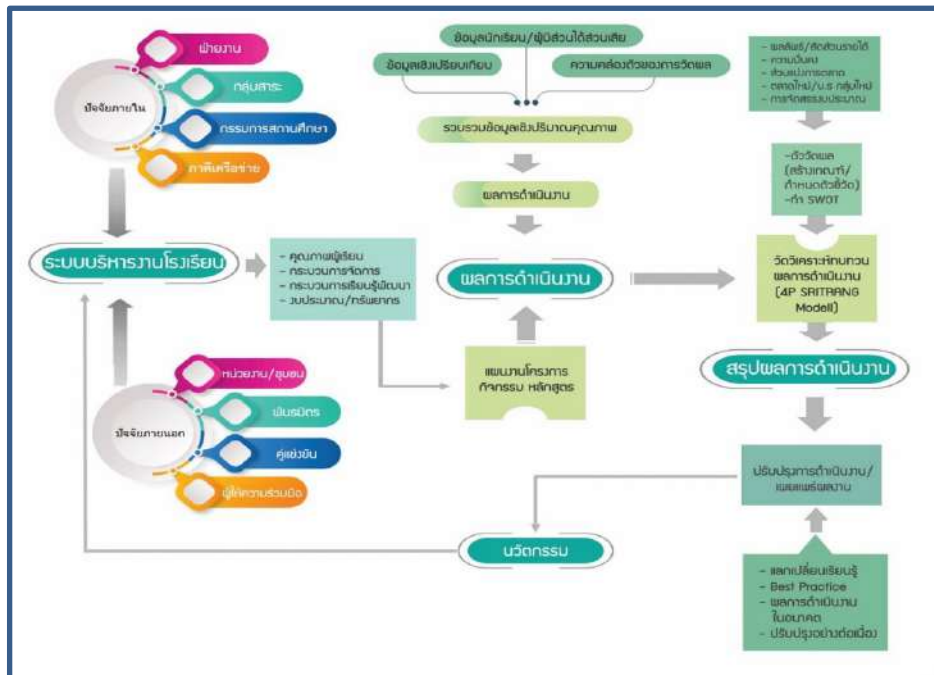 ฝ่ายงาน
กลุ่มสาระ
ปัจจัยภายใน
กรรมการสถานศึกษา
ภาคีเครือข่าย
ข้อมูลนักเรียน/ผู้มีส่วนได้ส่วนเสีย
ข้อมูลเชิงเปรียบเทียบ
ความคล่องตัวของการวัดผล
รวบรวมข้อมูลเชิงปริมาณคุณภาพ
ผลการดำเนินงาน
- ผลลัพธ์/สัดส่วนรายได้
- ความมั่นคง
- ส่วนแบ่งการตลาด
- ตลาดใหม่/น.ร กลุ่มใหม่
- การจัดสรรงบประมาณ
-ตัววัดผล
(สร้างเกณฑ์/
กำหนดตัวชี้วัด)
-ทำ SWOT
ระบบบริหารงานโรงเรียน
- คุณภาพผู้เรียน
- กระบวนการจัดการ
- กระบวนการเรียนรู้พัฒนา
- งบประมาณ/ทรัพยากร
ผลการดำเนินงาน
วัดวิเคราะห์ทบทวน
ผลการดำเนินงาน
(4P SRITRANG
Modell)
แผนงานโครงการ
กิจกรรม หลักสูตร
สรุปผลการดำเนินงาน
หน่วยงาน/ชุมชน
พันธมิตร
ปัจจัยภายนอก
คู่แข่งขัน
ผู้ให้ความร่วมมือ
ปรับปรุงการดำเนินงาน/
เผยแพร่ผลงาน
นวัตกรรม
- แลกเปลี่ยนเรียนรู้
- Best Practice
- ผลการดำเนินงาน
ในอนาคต
- ปรับปรุงอย่างต่อเนื่อง